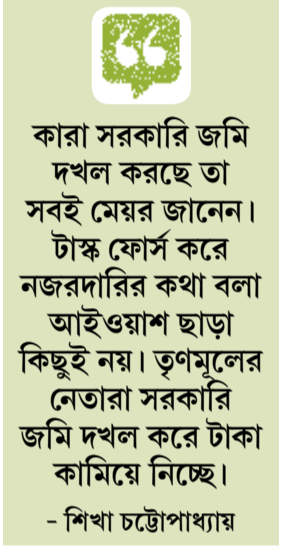 কারা সরকারি জমি
দখল করছে তা
সবই মেয়র জানেন।
টাস্ক ফোর্স করে
নজরদারির কথা বলা
আইওয়াশ ছাড়া
কিছুই নয়। তৃণমূলের
নেতারা সরকারি
জমি দখল করে টাকা
কামিয়ে নিচ্ছে।
– শিখা চট্টোপাধ্যায়